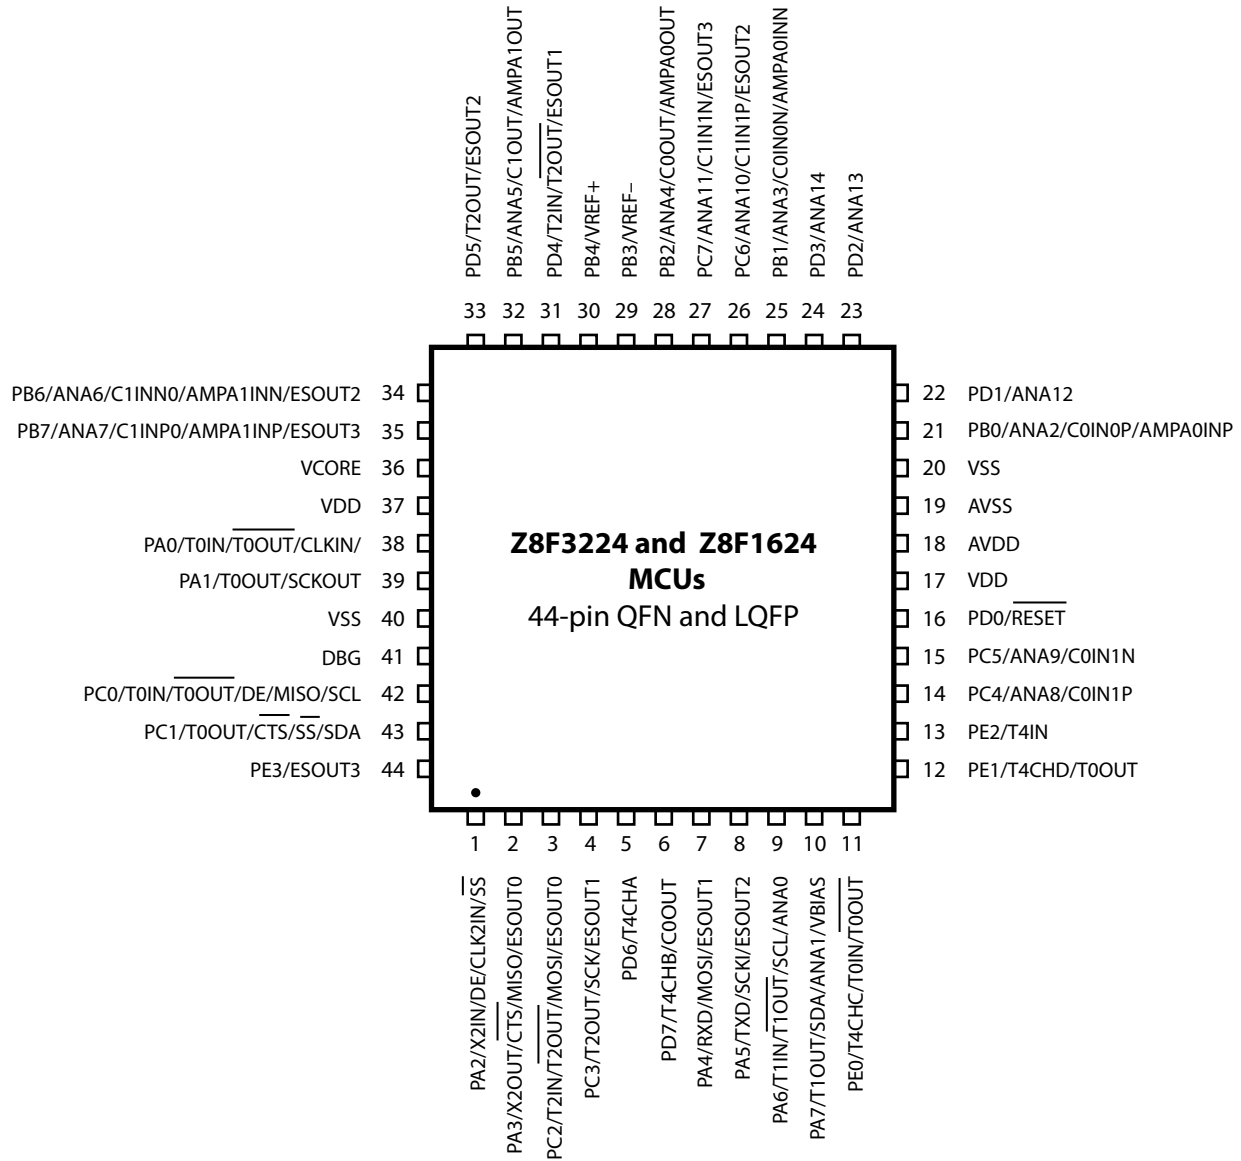 PD5/T2OUT/ESOUT2
PB5/ANA5/C1OUT/AMPA1OUT
PD4/T2IN/T2OUT/ESOUT1
PB4/VREF+
PB3/VREF–
PB2/ANA4/C0OUT/AMPA0OUT
PC7/ANA11/C1IN1N/ESOUT3
PC6/ANA10/C1IN1P/ESOUT2
PB1/ANA3/C0IN0N/AMPA0INN
PD3/ANA14
PD2/ANA13
33 32 31 30 29 28 27 26 25 24 23
PB6/ANA6/C1INN0/AMPA1INN/ESOUT2 34
PB7/ANA7/C1INP0/AMPA1INP/ESOUT3 35
VCORE 36
VDD 37
PA0/T0IN/T0OUT/CLKIN/ 38
PA1/T0OUT/SCKOUT 39
VSS 40
DBG 41
PC0/T0IN/T0OUT/DE/MISO/SCL 42
PC1/T0OUT/CTS/SS/SDA 43
PE3/ESOUT3 44
Z8F3224 and Z8F1624
MCUs
44-pin QFN and LQFP
22 PD1/ANA12
21 PB0/ANA2/C0IN0P/AMPA0INP
20 VSS
19 AVSS
18 AVDD
17 VDD
16 PD0/RESET
15 PC5/ANA9/C0IN1N
14 PC4/ANA8/C0IN1P
13 PE2/T4IN
12 PE1/T4CHD/T0OUT
1 2 3 4 5 6 7 8 9 10 11
PA2/X2IN/DE/CLK2IN/SS
PA3/X2OUT/CTS/MISO/ESOUT0
PC2/T2IN/T2OUT/MOSI/ESOUT0
PC3/T2OUT/SCK/ESOUT1
PD6/T4CHA
PD7/T4CHB/C0OUT
PA4/RXD/MOSI/ESOUT1
PA5/TXD/SCKI/ESOUT2
PA6/T1IN/T1OUT/SCL/ANA0
PA7/T1OUT/SDA/ANA1/VBIAS
PE0/T4CHC/T0IN/T0OUT